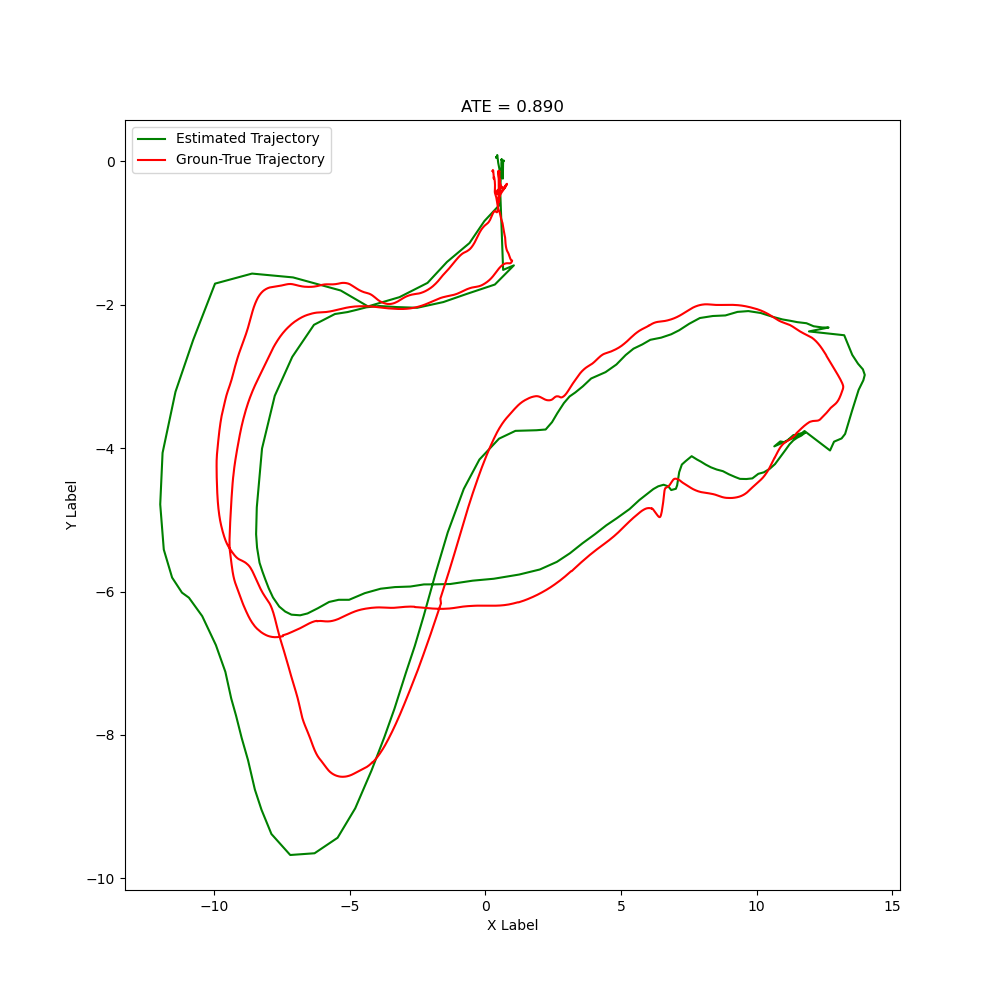 ATE = 0.890
Estimated Trajectory
Groun-True Trajectory
0
−2
−4
−6
−8
−10
Y Label
−10 −5 0 5 10 15
X Label